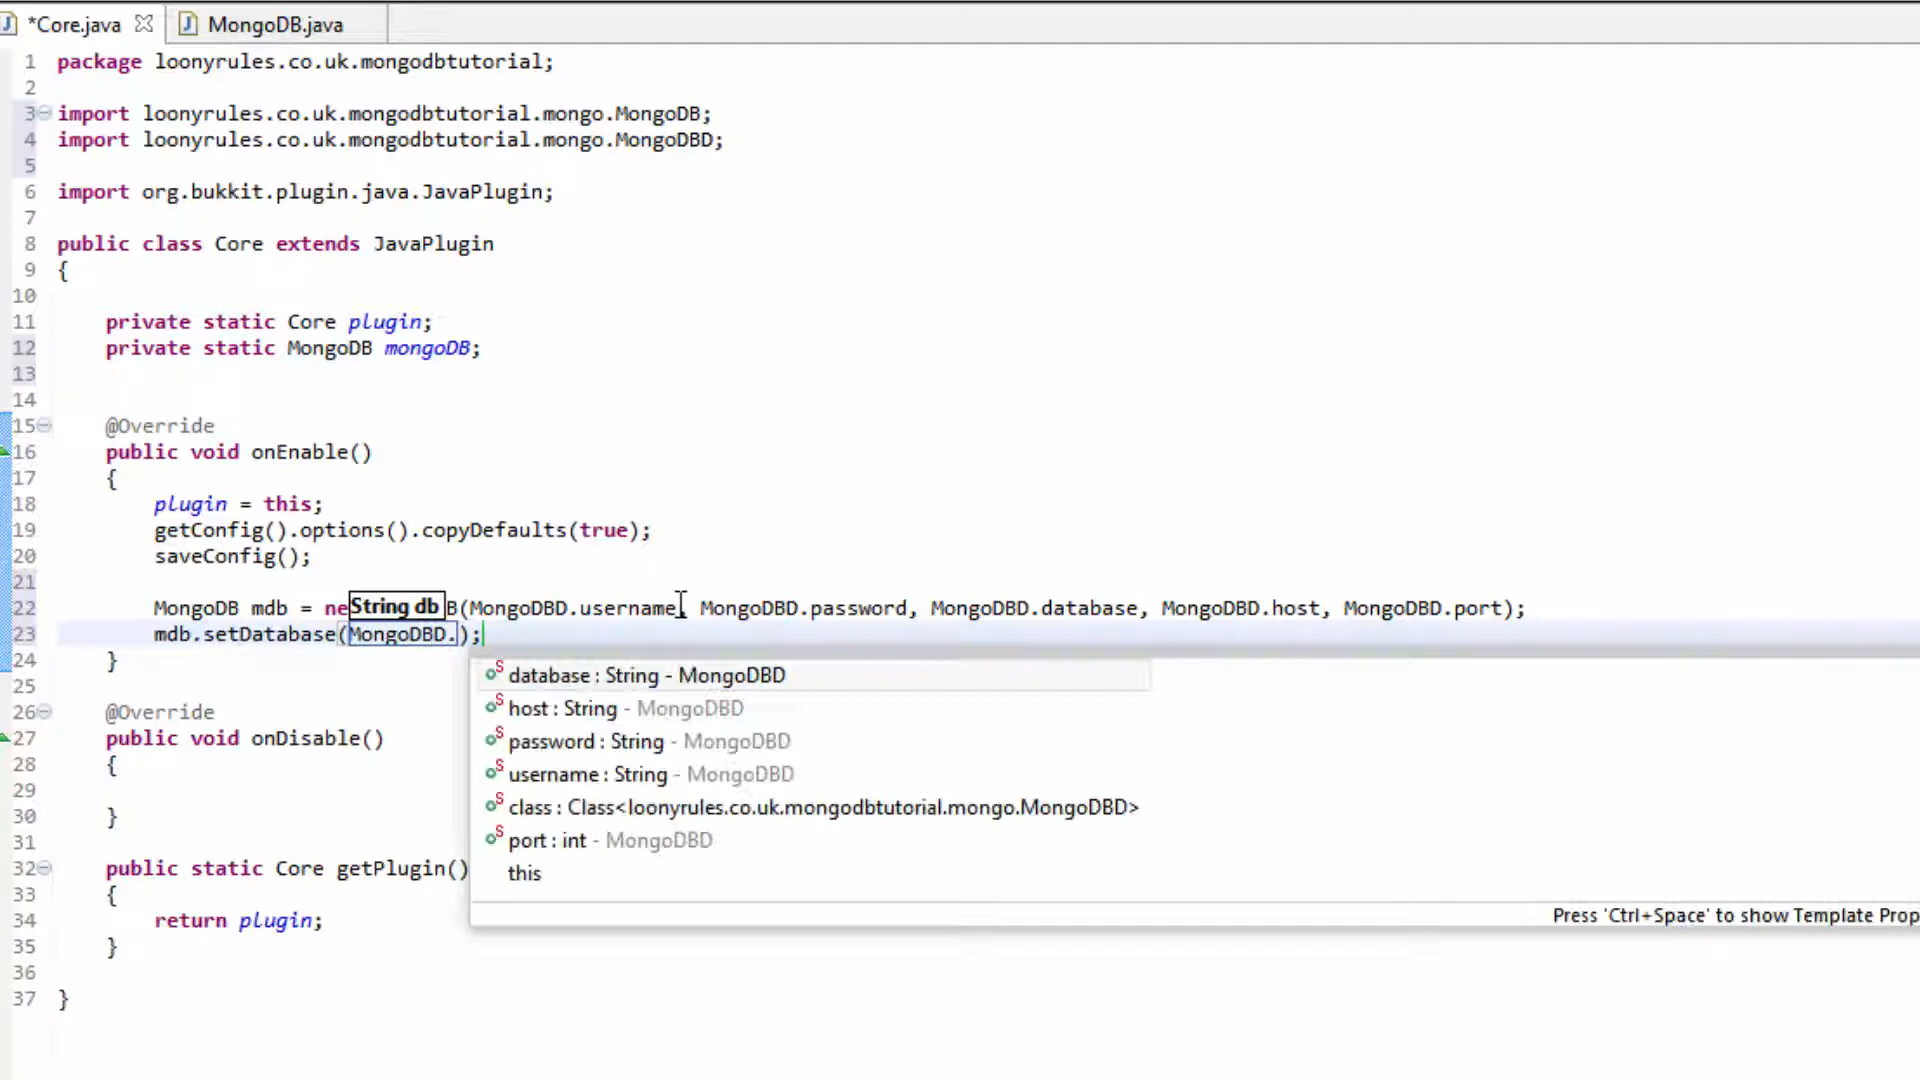 *Core.java MongoDB.java
1 package loonyrules.co.uk.mongodbtutorial;
2
3 import loonyrules.co.uk.mongodbtutorial.mongo.MongoDB;
4 import loonyrules.co.uk.mongodbtutorial.mongo.MongoDBD;
5
6 import org.bukkit.plugin.java.JavaPlugin;
7
8 public class Core extends JavaPlugin
9 {
10
11 private static Core plugin;
12 private static MongoDB mongoDB;
13
14
15 @Override
16 public void onEnable()
17 {
18 plugin = this;
19 getConfig().options().copyDefaults(true);
20 saveConfig();
21
22 MongoDB mdb = ne String db B(MongoDBD.username, MongoDBD.password, MongoDBD.database, MongoDBD.host, MongoDBD.port);
23 mdb.setDatabase(MongoDBD.);
24 }
database : String - MongoDBD
25
host : String - MongoDBD
26 @Override
27 public void onDisable()
password : String - MongoDBD
28 {
username : String - MongoDBD
29
class : Class<loonyrules.co.uk.mongodbtutorial.mongo.MongoDBD>
30 }
31
port : int - MongoDBD
32 public static Core getPlugin()
this
33 {
34 return plugin;
Press 'Ctrl+Space' to show Template Prop
35 }
36
37 }